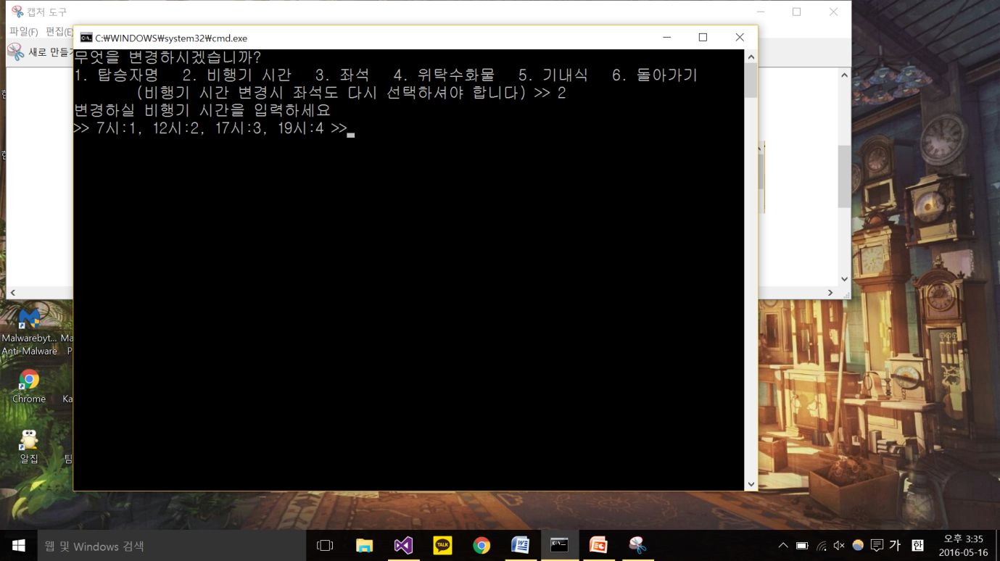 캡처 도구
파일(F) 편집(E)
새로 만들기
C:₩WINDOWS₩system32₩cmd.exe
무엇을 변경하시겠습니까?
1. 탑승자명 2. 비행기 시간 3. 좌석 4. 위탁수화물 5. 기내식 6. 돌아가기
(비행기 시간 변경시 좌석도 다시 선택하셔야 합니다) >> 2
변경하실 비행기 시간을 입력하세요
>> 7시:1, 12시:2, 17시:3, 19시:4 >>
Malwarebyt... Ma
Anti-Malware P
Chrome Ka
알집 팀
웹 및 Windows 검색
TALK
가 한
오후 3:35
2016-05-16